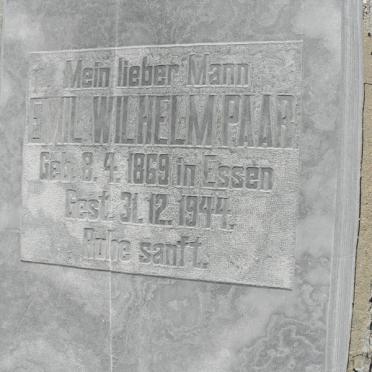 Mein lieber Mann
EMIL WILHELM PAAR
Geb. 8. 4. 1869 in Essen
Gest. 31. 12. 1944.
Ruhe sanft.